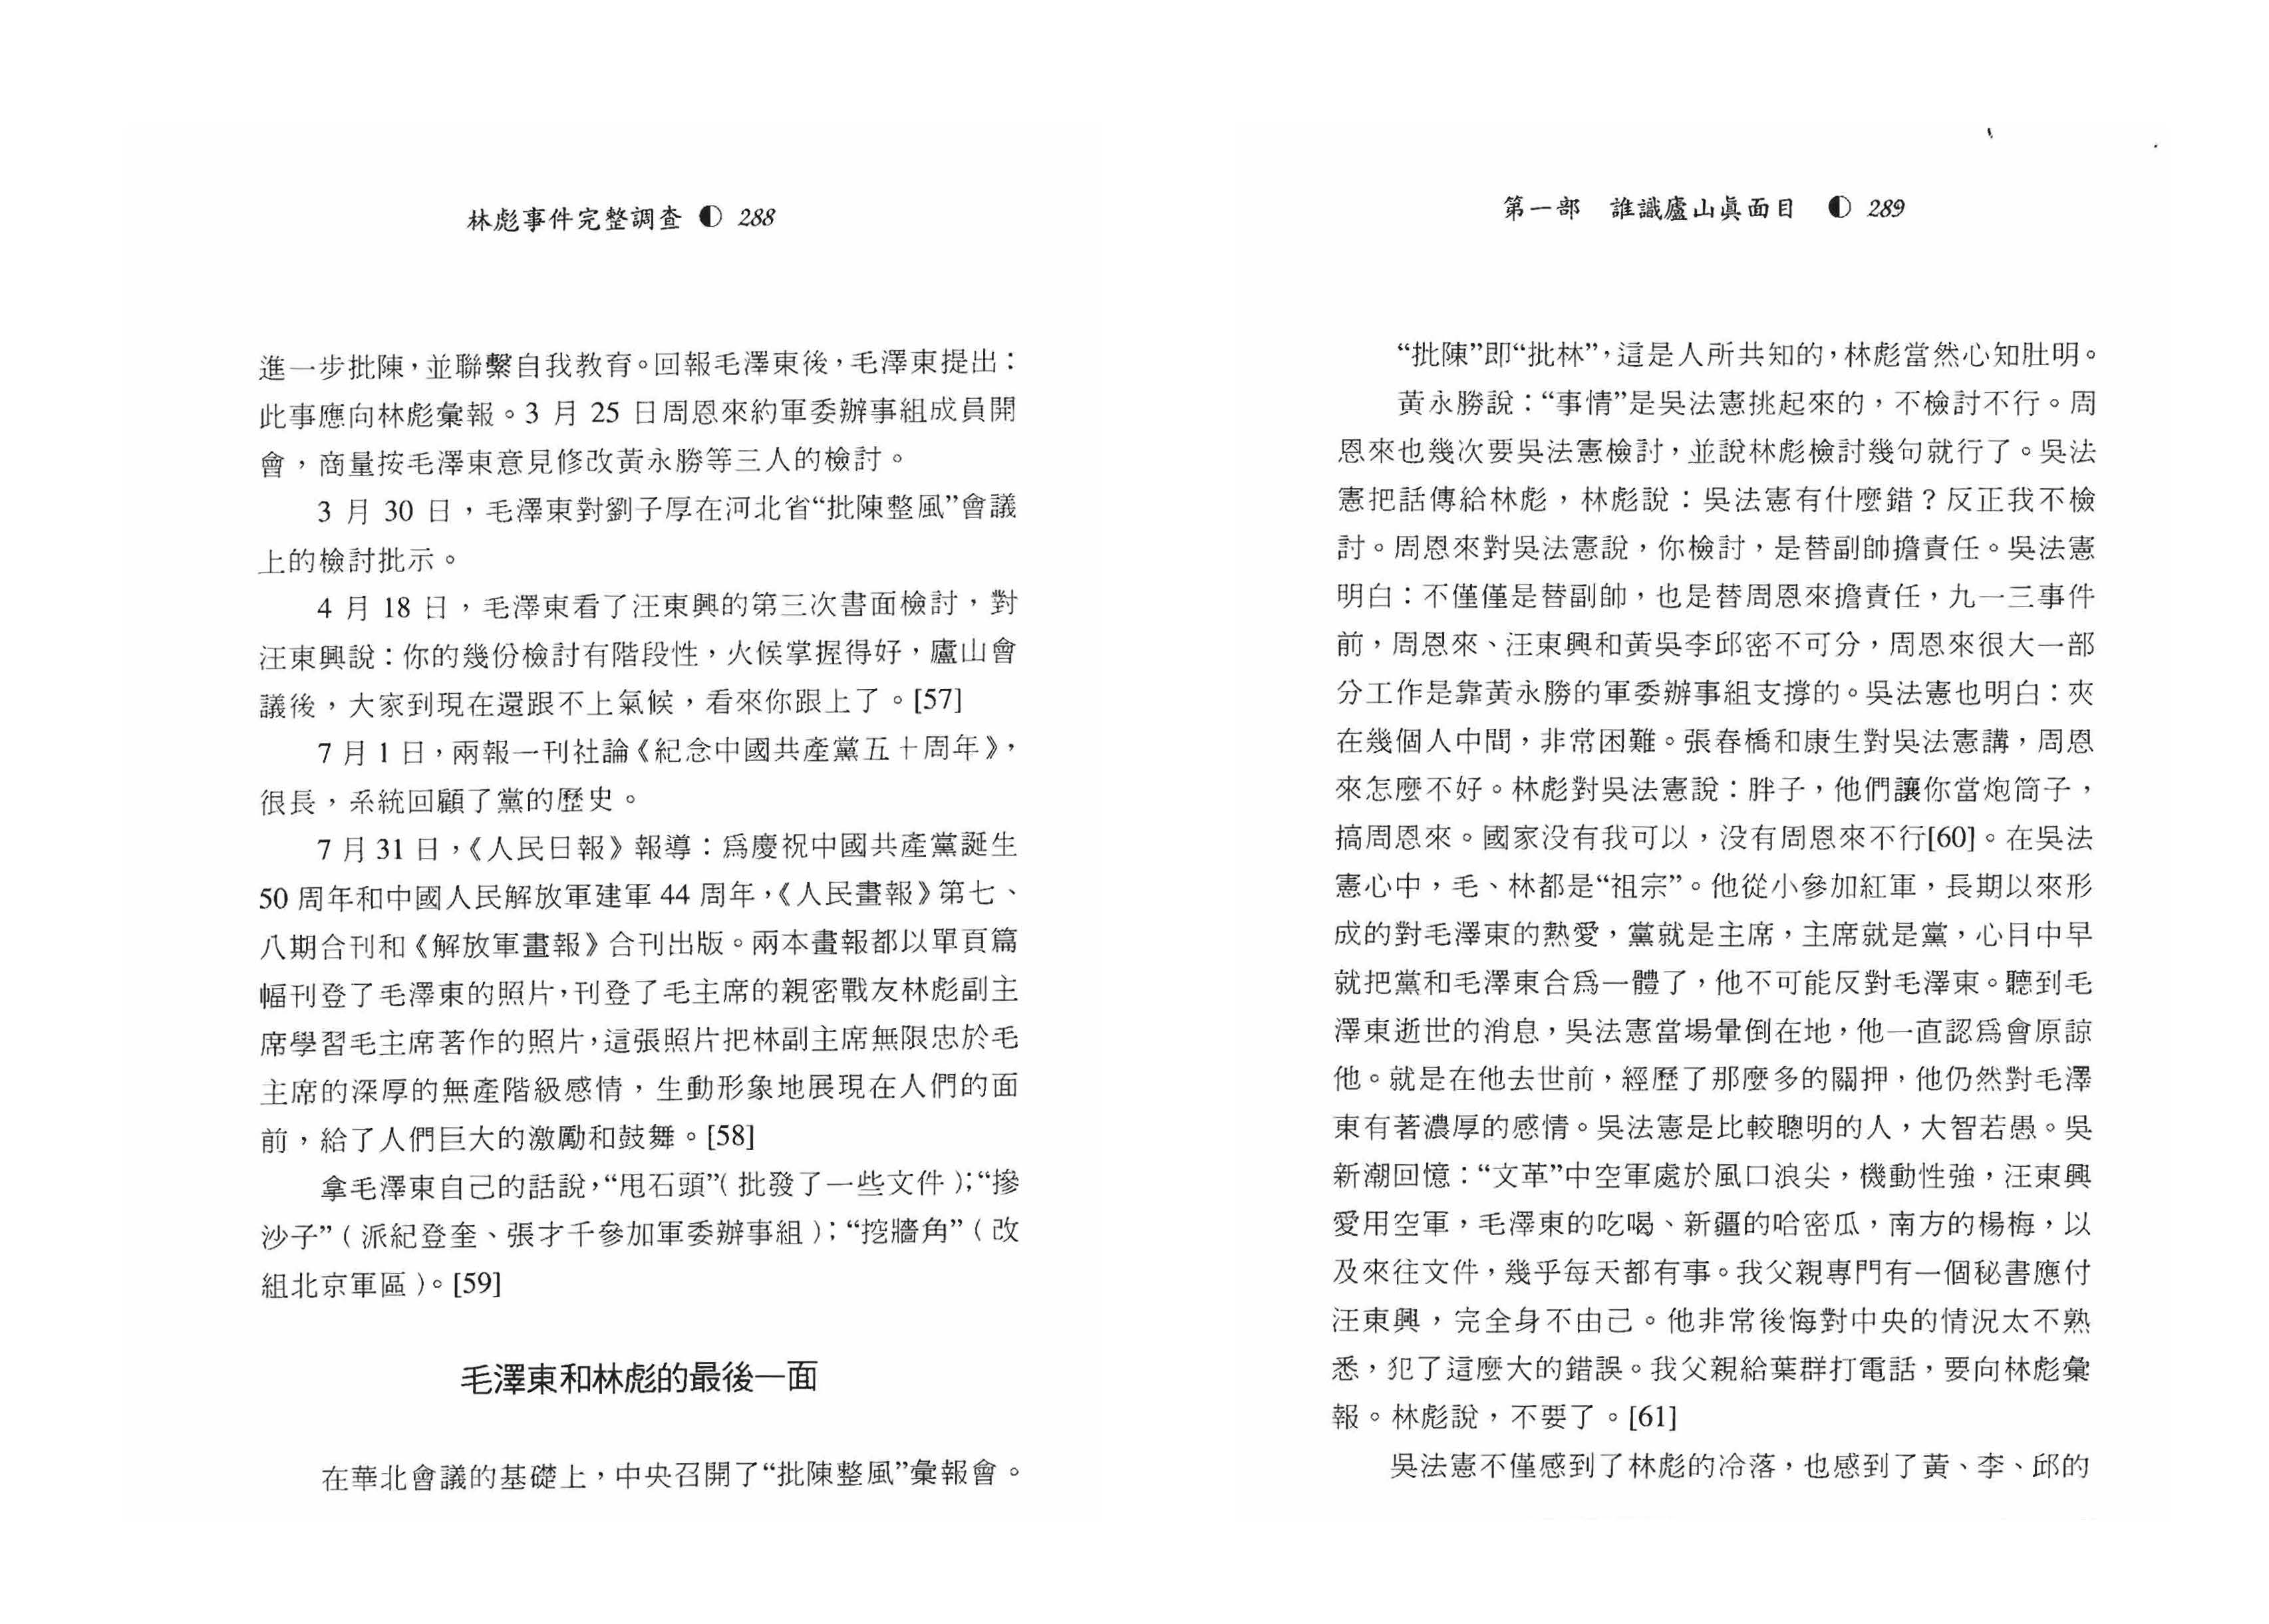 林彪事件完整調查 ◐ 288
進一步批陳，並聯繫自我教育。回報毛澤東後，毛澤東提出：
此事應向林彪彙報。3 月 25 日周恩來約軍委辦事組成員開
會，商量按毛澤東意見修改黃永勝等三人的檢討。
3 月 30 日，毛澤東對劉子厚在河北省“批陳整風”會議
上的檢討批示。
4 月 18 日，毛澤東看了汪東興的第三次書面檢討，對
汪東興說：你的幾份檢討有階段性，火候掌握得好，廬山會
議後，大家到現在還跟不上氣候，看來你跟上了。[57]
7 月 1 日，兩報一刊社論《紀念中國共產黨五十周年》，
很長，系統回顧了黨的歷史。
7 月 31 日，《人民日報》報導：爲慶祝中國共產黨誕生
50 周年和中國人民解放軍建軍 44 周年，《人民畫報》第七、
八期合刊和《解放軍畫報》合刊出版。兩本畫報都以單頁篇
幅刊登了毛澤東的照片，刊登了毛主席的親密戰友林彪副主
席學習毛主席著作的照片，這張照片把林副主席無限忠於毛
主席的深厚的無產階級感情，生動形象地展現在人們的面
前，給了人們巨大的激勵和鼓舞。[58]
拿毛澤東自己的話說，“甩石頭”（批發了一些文件）；“摻
沙子”（派紀登奎、張才千參加軍委辦事組）；“挖牆角”（改
組北京軍區）。[59]
毛澤東和林彪的最後一面
在華北會議的基礎上，中央召開了“批陳整風”彙報會。
第一部　誰識廬山眞面目 ◐ 289
“批陳”即“批林”，這是人所共知的，林彪當然心知肚明。
黃永勝說：“事情”是吳法憲挑起來的，不檢討不行。周
恩來也幾次要吳法憲檢討，並說林彪檢討幾句就行了。吳法
憲把話傳給林彪，林彪說：吳法憲有什麼錯？反正我不檢
討。周恩來對吳法憲說，你檢討，是替副帥擔責任。吳法憲
明白：不僅僅是替副帥，也是替周恩來擔責任，九一三事件
前，周恩來、汪東興和黃吳李邱密不可分，周恩來很大一部
分工作是靠黃永勝的軍委辦事組支撐的。吳法憲也明白：夾
在幾個人中間，非常困難。張春橋和康生對吳法憲講，周恩
來怎麼不好。林彪對吳法憲說：胖子，他們讓你當炮筒子，
搞周恩來。國家没有我可以，没有周恩來不行[60]。在吳法
憲心中，毛、林都是“祖宗”。他從小參加紅軍，長期以來形
成的對毛澤東的熱愛，黨就是主席，主席就是黨，心目中早
就把黨和毛澤東合爲一體了，他不可能反對毛澤東。聽到毛
澤東逝世的消息，吳法憲當場暈倒在地，他一直認爲會原諒
他。就是在他去世前，經歷了那麼多的關押，他仍然對毛澤
東有著濃厚的感情。吳法憲是比較聰明的人，大智若愚。吳
新潮回憶：“文革”中空軍處於風口浪尖，機動性強，汪東興
愛用空軍，毛澤東的吃喝、新疆的哈密瓜，南方的楊梅，以
及來往文件，幾乎每天都有事。我父親專門有一個秘書應付
汪東興，完全身不由己。他非常後悔對中央的情況太不熟
悉，犯了這麼大的錯誤。我父親給葉群打電話，要向林彪彙
報。林彪說，不要了。[61]
吳法憲不僅感到了林彪的冷落，也感到了黃、李、邱的